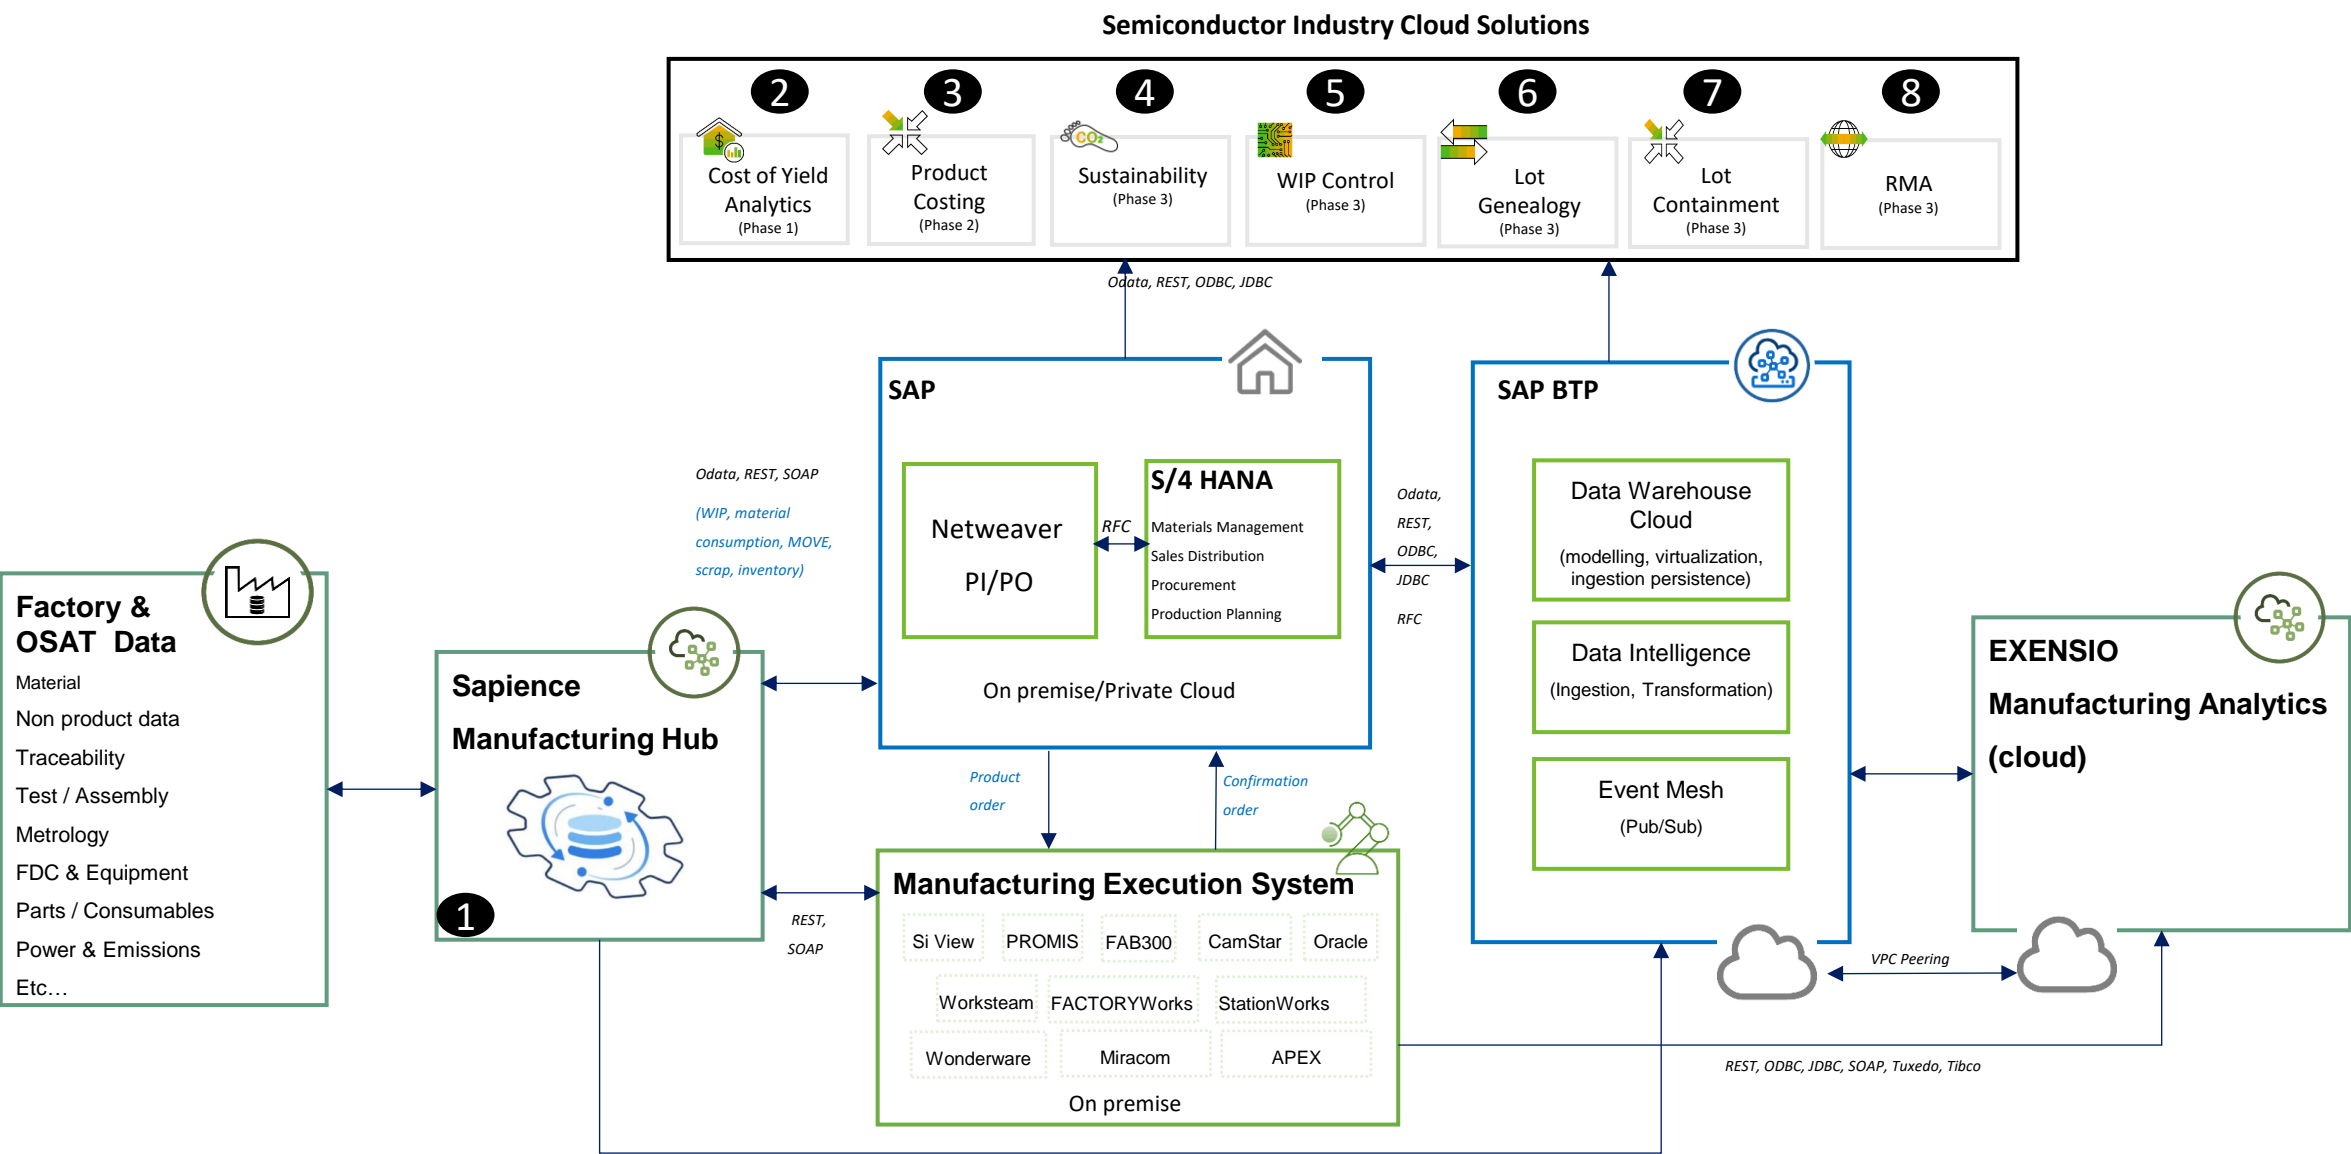 Semiconductor Industry Cloud Solutions
2
3
4
5
6
7
8
Cost of Yield
Analytics
(Phase 1)
Product
Costing
(Phase 2)
CO₂
Sustainability
(Phase 3)
WIP Control
(Phase 3)
Lot
Genealogy
(Phase 3)
Lot
Containment
(Phase 3)
RMA
(Phase 3)
Odata, REST, ODBC, JDBC
SAP
Netweaver
PI/PO
RFC
S/4 HANA
Materials Management
Sales Distribution
Procurement
Production Planning
On premise/Private Cloud
Odata, REST, SOAP
(WIP, material
consumption, MOVE,
scrap, inventory)
Odata,
REST,
ODBC,
JDBC
RFC
SAP BTP
Data Warehouse
Cloud
(modelling, virtualization,
ingestion persistence)
Data Intelligence
(Ingestion, Transformation)
Event Mesh
(Pub/Sub)
Factory &
OSAT Data
Material
Non product data
Traceability
Test / Assembly
Metrology
FDC & Equipment
Parts / Consumables
Power & Emissions
Etc…
Sapience
Manufacturing Hub
1
REST,
SOAP
Product
order
Confirmation
order
Manufacturing Execution System
Si View
PROMIS
FAB300
CamStar
Oracle
Worksteam
FACTORYWorks
StationWorks
Wonderware
Miracom
APEX
On premise
EXENSIO
Manufacturing Analytics
(cloud)
VPC Peering
REST, ODBC, JDBC, SOAP, Tuxedo, Tibco